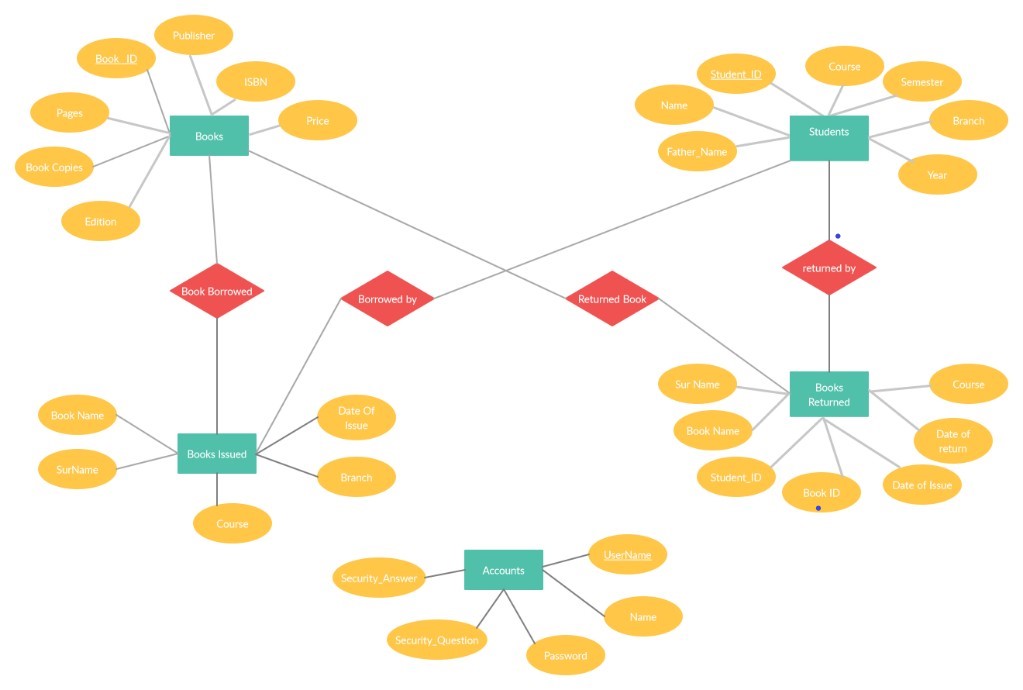 Publisher
Book _ID
ISBN
Pages
Price
Books
Book Copies
Edition
Course
Student_ID
Semester
Name
Branch
Students
Father_Name
Year
Book Borrowed
Borrowed by
Returned Book
returned by
Book Name
Date Of
Issue
SurName
Books Issued
Branch
Course
Sur Name
Books
Returned
Course
Book Name
Date of
return
Student_ID
Book ID
Date of Issue
Security_Answer
Accounts
UserName
Name
Security_Question
Password